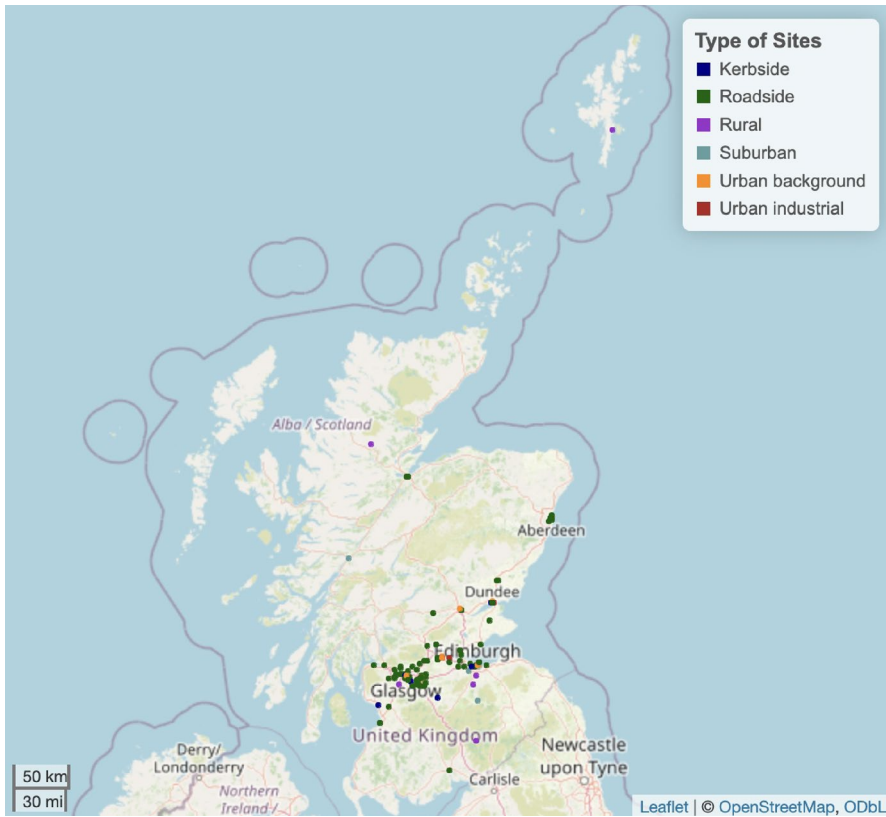 Type of Sites
Kerbside
Roadside
Rural
Suburban
Urban background
Urban industrial
Alba / Scotland
Aberdeen
Dundee
Edinburgh
Glasgow
United Kingdom
Derry/
Londonderry
Newcastle
upon Tyne
Carlisle
Northern
Ireland /
50 km
30 mi
Leaflet | © OpenStreetMap, ODbL